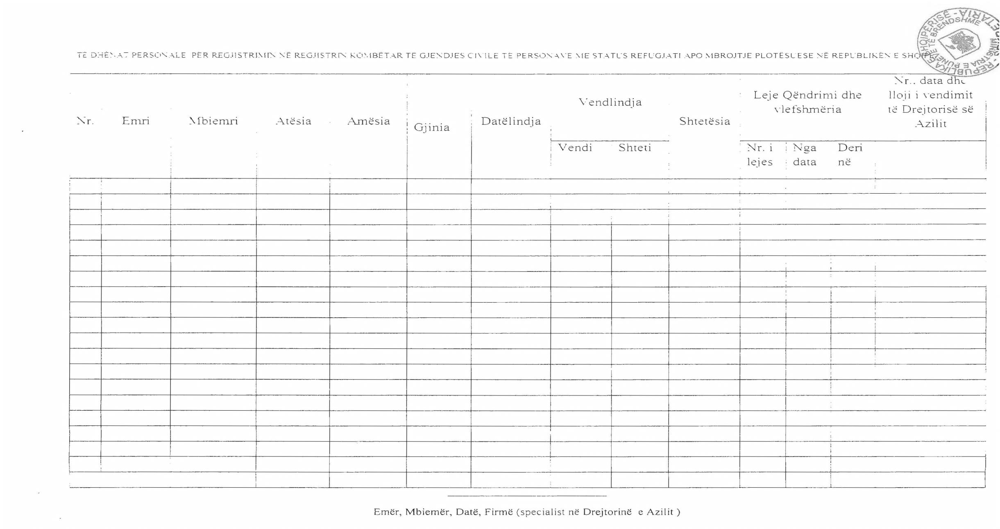 TË DHËNAT PERSONALE PËR REGJISTRIMIN NË REGJISTRIN KOMBËTAR TË GJENDJES CIVILE TË PERSONAVE ME STATUS REFUGJATI APO MBROJTJE PLOTËSUESE NË REPUBLIKËN E SHQIPË
REPUBLIKA E SHQIPËRISË
MINISTRIA E PUNËVE TË BRENDSHME
Nr.
Emri
Mbiemri
Atësia
Amësia
Gjinia
Datëlindja
Vendlindja
Vendi
Shteti
Shtetësia
Leje Qëndrimi dhe
vlefshmëria
Nr. i
lejes
Nga
data
Deri
në
Nr., data dhe
lloji i vendimit
të Drejtorisë së
Azilit
Emër, Mbiemër, Datë, Firmë (specialist në Drejtorinë e Azilit )